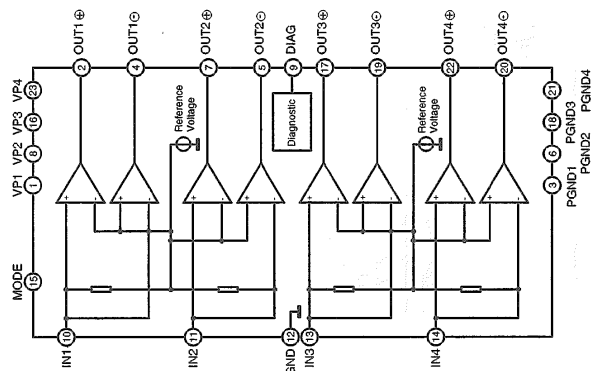 OUT1⊕
OUT1⊖
OUT2⊕
OUT2⊖
DIAG
OUT3⊕
OUT3⊖
OUT4⊕
OUT4⊖
2
4
7
5
9
17
19
22
20
VP4
23
VP3
16
VP2
8
VP1
1
MODE
15
Reference
Voltage
Diagnostic
Reference
Voltage
+ -
+ -
+ -
+ -
+ -
+ -
+ -
+ -
21
PGND4
18
PGND3
6
PGND2
3
PGND1
10
IN1
11
IN2
12
GND
13
IN3
14
IN4